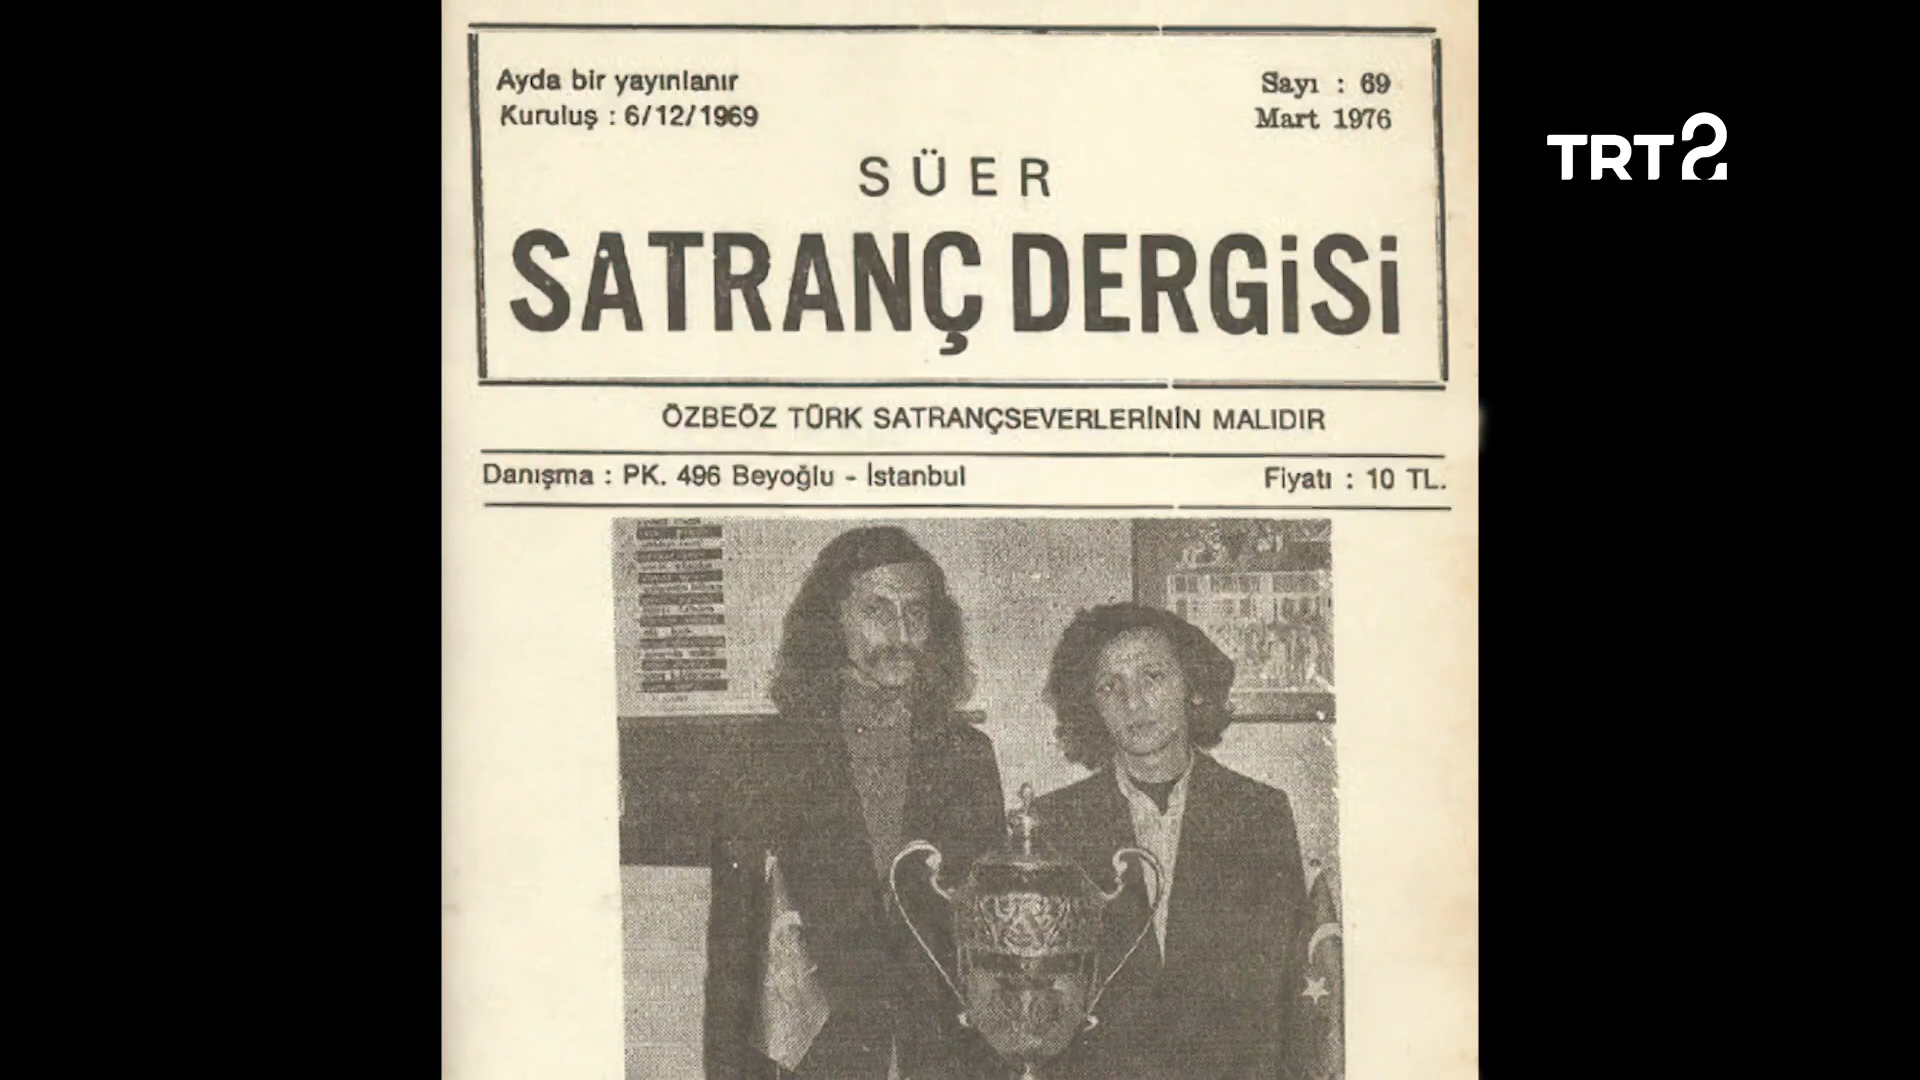 Ayda bir yayınlanır
Kuruluş : 6/12/1969
Sayı : 69
Mart 1976
SÜER
SATRANÇ DERGiSi
ÖZBEÖZ TÜRK SATRANÇSEVERLERİNİN MALIDIR
Danışma : PK. 496 Beyoğlu - İstanbul
Fiyatı : 10 TL.
TRT2